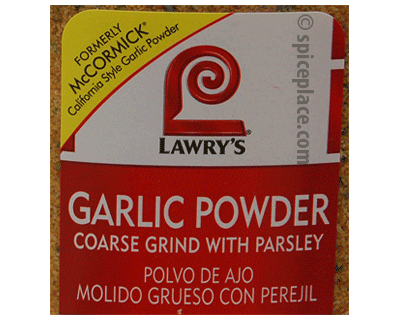 FORMERLY
McCORMICK®
California Style Garlic Powder
© spiceplace.com
LAWRY'S®
GARLIC POWDER
COARSE GRIND WITH PARSLEY
POLVO DE AJO
MOLIDO GRUESO CON PEREJIL